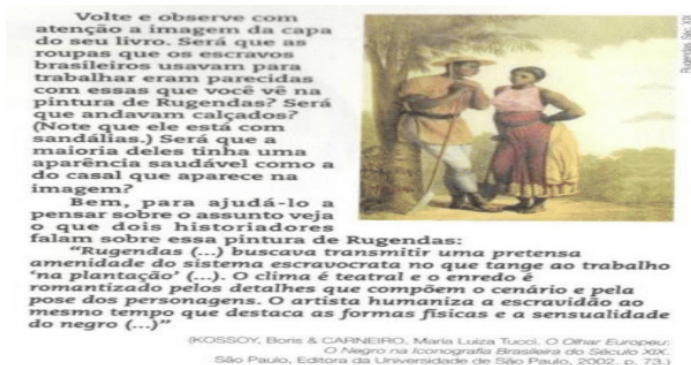 Volte e observe com
atenção a imagem da capa
do seu livro. Será que as
roupas que os escravos
brasileiros usavam para
trabalhar eram parecidas
com essas que você vê na
pintura de Rugendas? Será
que andavam calçados?
(Note que ele está com
sandálias.) Será que a
maioria deles tinha uma
aparência saudável como a
do casal que aparece na
imagem?
Bem, para ajudá-lo a
pensar sobre o assunto veja
o que dois historiadores
falam sobre essa pintura de Rugendas:
“Rugendas (...) buscava transmitir uma pretensa
amenidade do sistema escravocrata no que tange ao trabalho
‘na plantação’ (...). O clima é teatral e o enredo é
romantizado pelos detalhes que compõem o cenário e pela
pose dos personagens. O artista humaniza a escravidão ao
mesmo tempo que destaca as formas físicas e a sensualidade
do negro (...)”
(KOSSOY, Boris & CARNEIRO, Maria Luiza Tucci. O Olhar Europeu:
O Negro na Iconografia Brasileira do Século XIX.
São Paulo, Editora da Universidade de São Paulo, 2002. p. 73.)
Rugendas, Séc. XIX